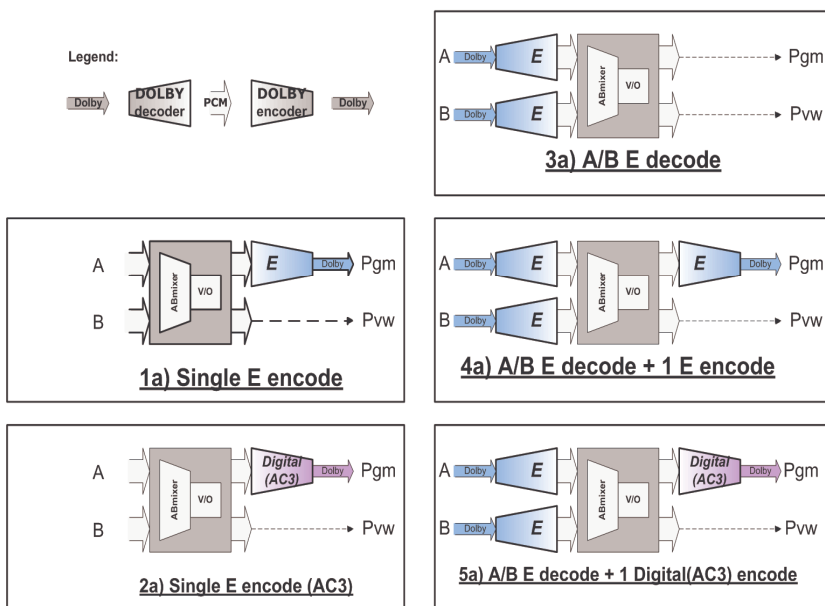 Legend:
Dolby
DOLBY
decoder
PCM
DOLBY
encoder
Dolby
A Dolby E Pgm
ABmixer V/O
B Dolby E Pvw
3a) A/B E decode
A E Dolby Pgm
ABmixer V/O
B Pvw
1a) Single E encode
A Dolby E E Dolby Pgm
ABmixer V/O
B Dolby E Pvw
4a) A/B E decode + 1 E encode
A Digital
(AC3) Dolby Pgm
ABmixer V/O
B Pvw
2a) Single E encode (AC3)
A Dolby E Digital
(AC3) Dolby Pgm
ABmixer V/O
B Dolby E Pvw
5a) A/B E decode + 1 Digital(AC3) encode